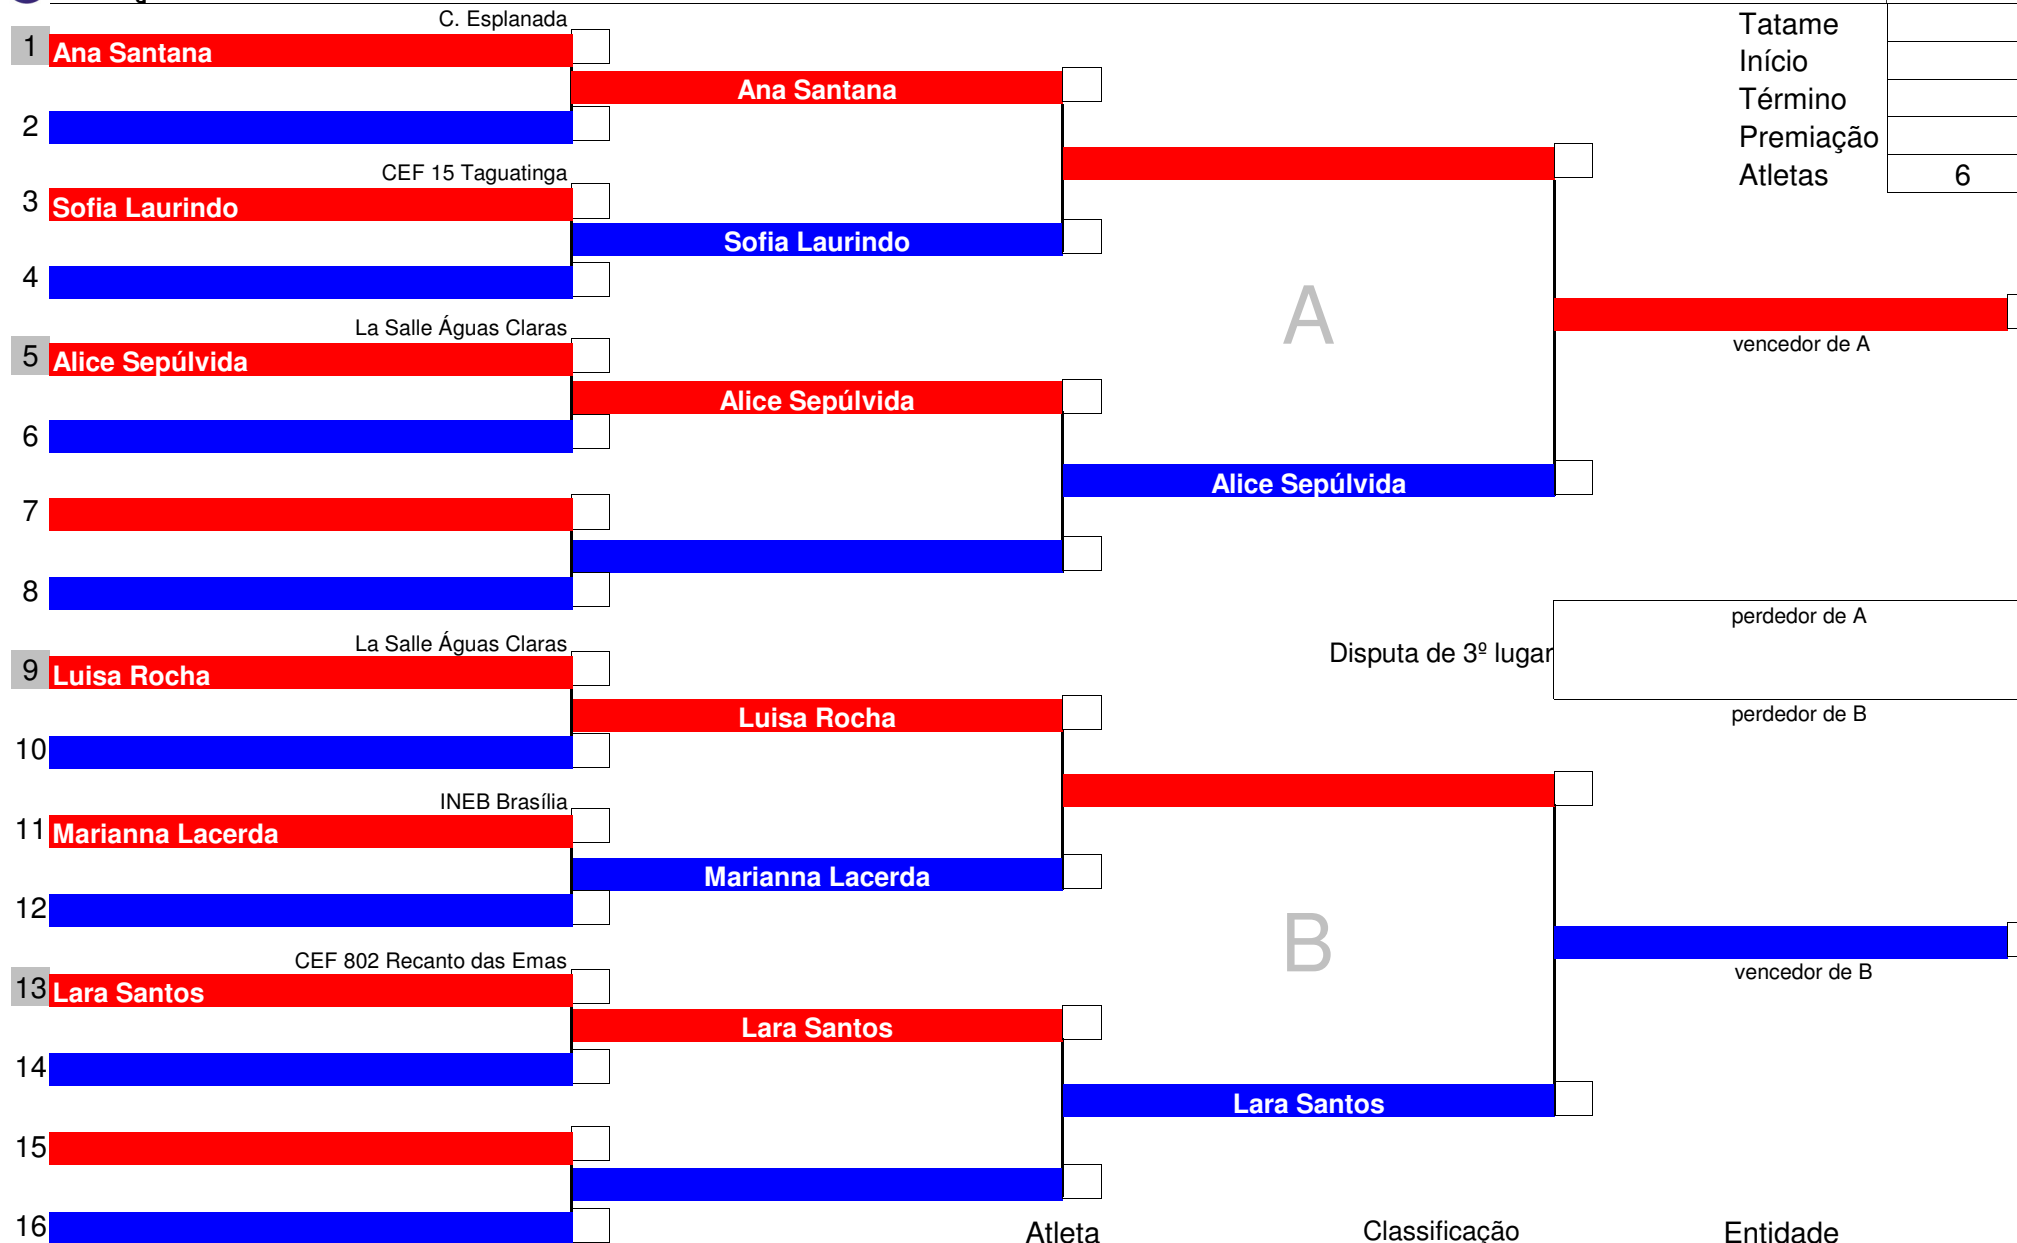 C. Esplanada
Tatame
1 Ana Santana
Início
Ana Santana
Término
2
Premiação
CEF 15 Taguatinga
Atletas 6
3 Sofia Laurindo
Sofia Laurindo
4
A
La Salle Águas Claras
vencedor de A
5 Alice Sepúlvida
Alice Sepúlvida
6
Alice Sepúlvida
7
8
perdedor de A
La Salle Águas Claras
Disputa de 3º lugar
9 Luisa Rocha
perdedor de B
Luisa Rocha
10
INEB Brasília
11 Marianna Lacerda
Marianna Lacerda
12
B
CEF 802 Recanto das Emas
vencedor de B
13 Lara Santos
Lara Santos
14
Lara Santos
15
16
Atleta Classificação Entidade